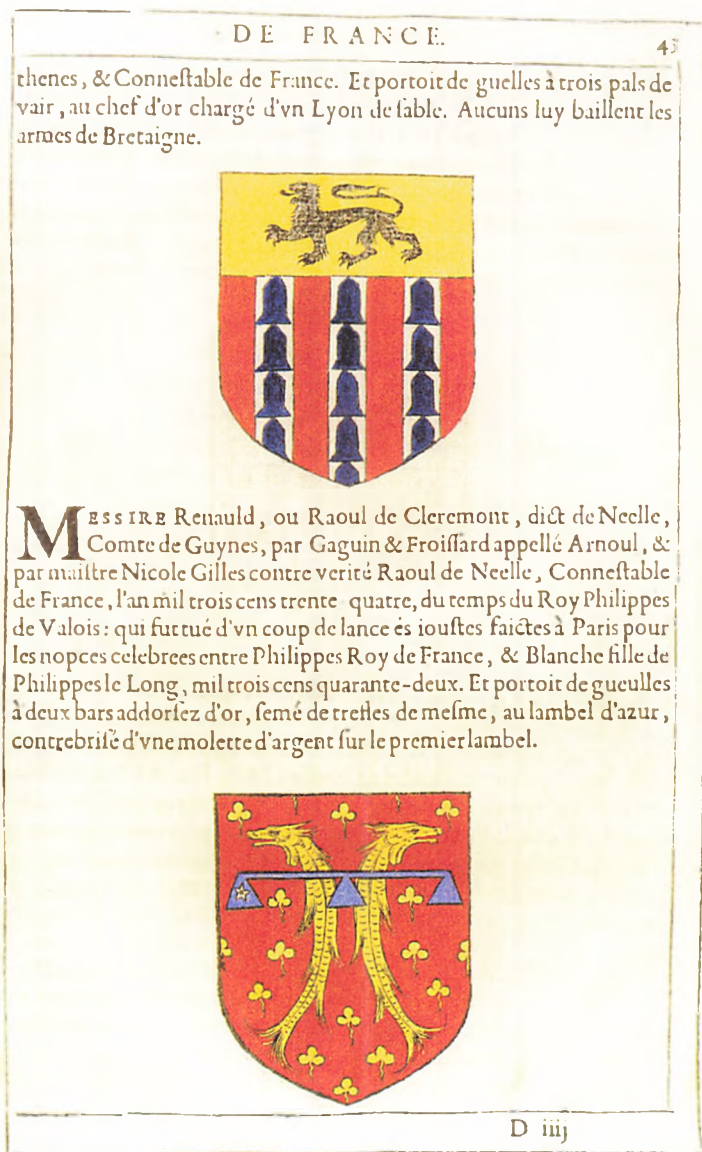 DE FRANCE.
thenes, & Conneſtable de France. Et portoit de guelles à trois pals de
vair, au chef d'or chargé d'vn Lyon de ſable. Aucuns luy baillent les
armes de Bretaigne.
MESSIRE Renauld, ou Raoul de Cleremont, dict de Neelle,
Comte de Guynes, par Gaguin & Froiſſard appellé Arnoul, &
par maiſtre Nicole Gilles contre verité Raoul de Neelle, Conneſtable
de France, l'an mil trois cens trente quatre, du temps du Roy Philippes
de Valois: qui fut tué d'vn coup de lance és iouſtes faictes à Paris pour
les nopces celebrees entre Philippes Roy de France, & Blanche fille de
Philippes le Long, mil trois cens quarante-deux. Et portoit de gueulles
à deux bars addorſez d'or, ſemé de trefles de meſme, au lambel d'azur,
contrebriſé d'vne molette d'argent ſur le premier lambel.
D iiij